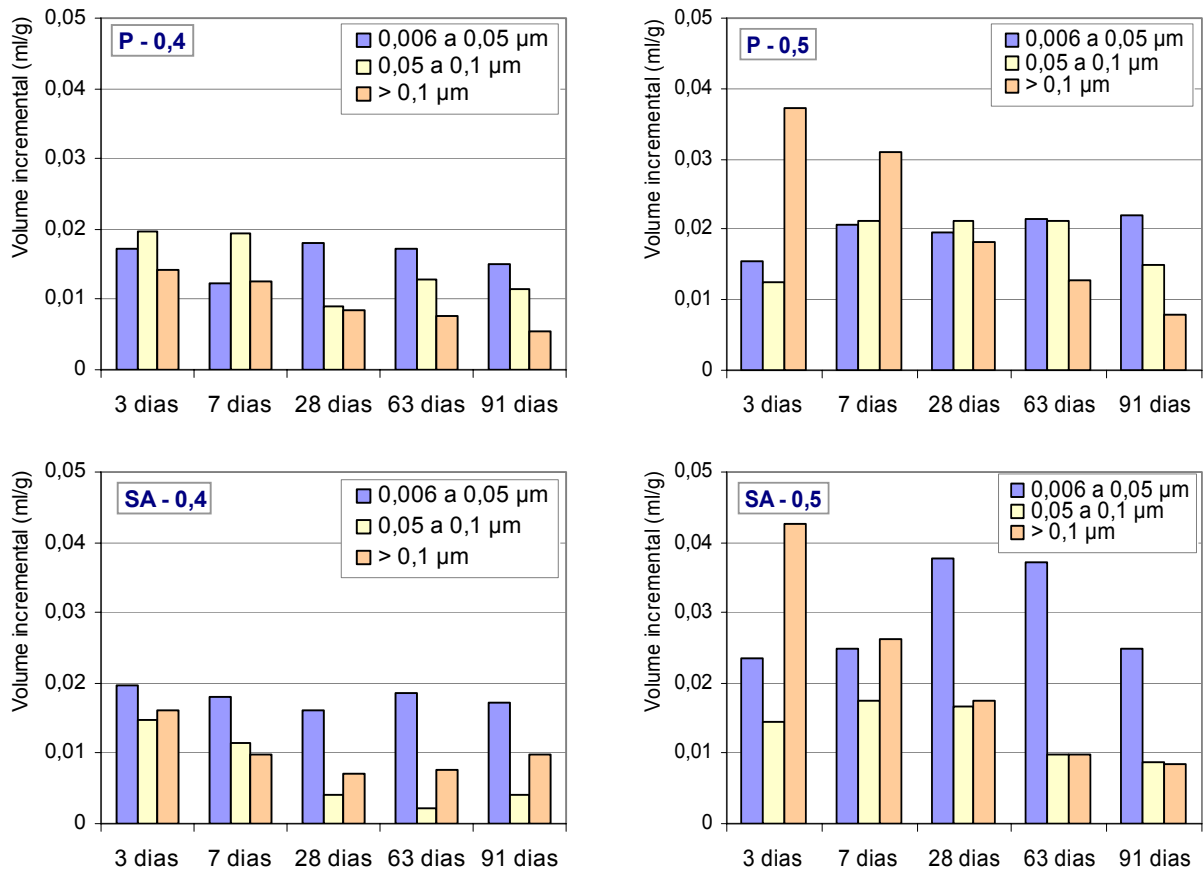 Volume incremental (ml/g)
0,05
0,04
0,03
0,02
0,01
0
P - 0,4
0,006 a 0,05 µm
0,05 a 0,1 µm
> 0,1 µm
3 dias 7 dias 28 dias 63 dias 91 dias
Volume incremental (ml/g)
0,05
0,04
0,03
0,02
0,01
0
P - 0,5
0,006 a 0,05 µm
0,05 a 0,1 µm
> 0,1 µm
3 dias 7 dias 28 dias 63 dias 91 dias
Volume incremental (ml/g)
0,05
0,04
0,03
0,02
0,01
0
SA - 0,4
0,006 a 0,05 µm
0,05 a 0,1 µm
> 0,1 µm
3 dias 7 dias 28 dias 63 dias 91 dias
Volume incremental (ml/g)
0,05
0,04
0,03
0,02
0,01
0
SA - 0,5
0,006 a 0,05 µm
0,05 a 0,1 µm
> 0,1 µm
3 dias 7 dias 28 dias 63 dias 91 dias